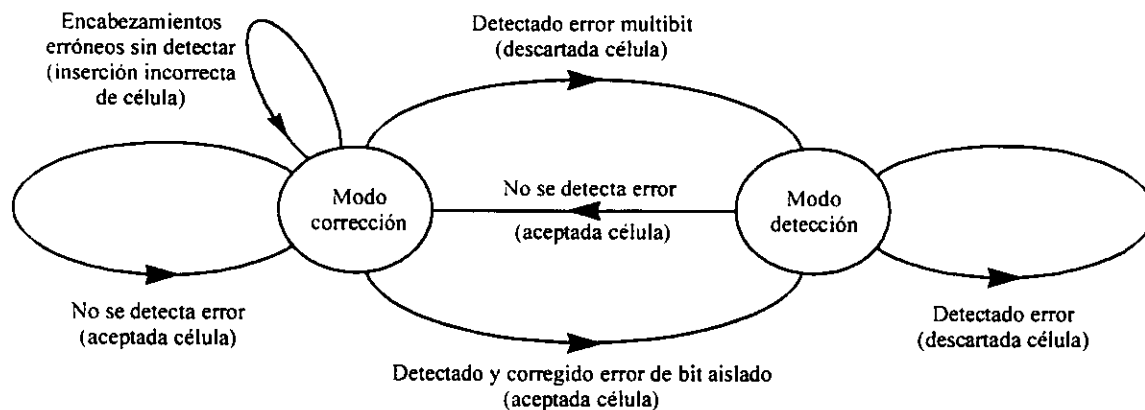 Encabezamientos
erróneos sin detectar
(inserción incorrecta
de célula)
Detectado error multibit
(descartada célula)
Modo
corrección
No se detecta error
(aceptada célula)
Modo
detección
No se detecta error
(aceptada célula)
Detectado y corregido error de bit aislado
(aceptada célula)
Detectado error
(descartada célula)